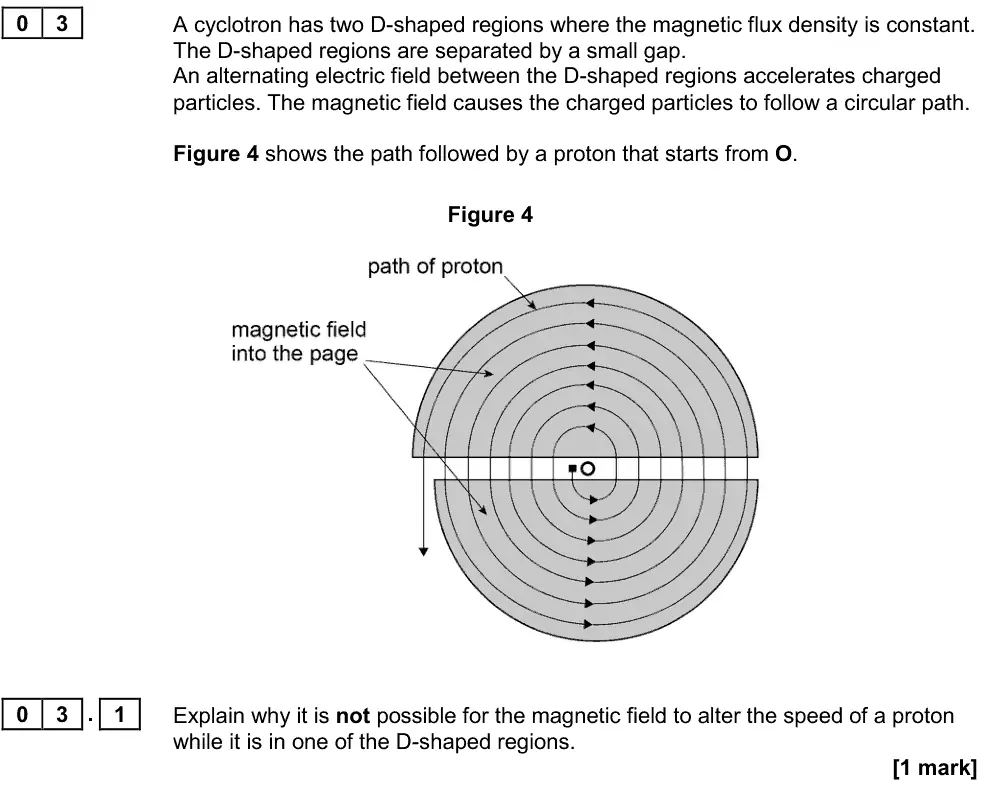 0 3 A cyclotron has two D-shaped regions where the magnetic flux density is constant.
The D-shaped regions are separated by a small gap.
An alternating electric field between the D-shaped regions accelerates charged
particles. The magnetic field causes the charged particles to follow a circular path.
Figure 4 shows the path followed by a proton that starts from O.
Figure 4
path of proton
magnetic field
into the page
O
0 3 . 1 Explain why it is not possible for the magnetic field to alter the speed of a proton
while it is in one of the D-shaped regions.
[1 mark]